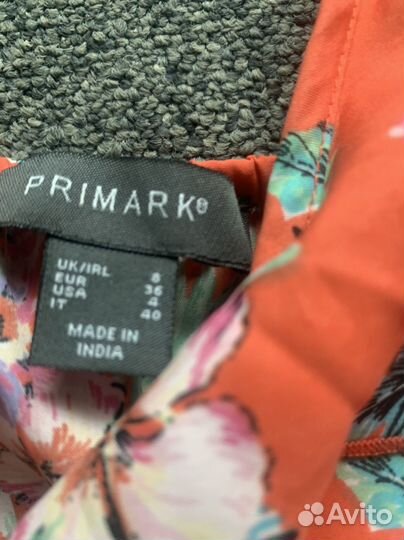 PRIMARK®
UK/IRL 8
EUR 36
USA 4
IT 40
MADE IN
INDIA
Avito